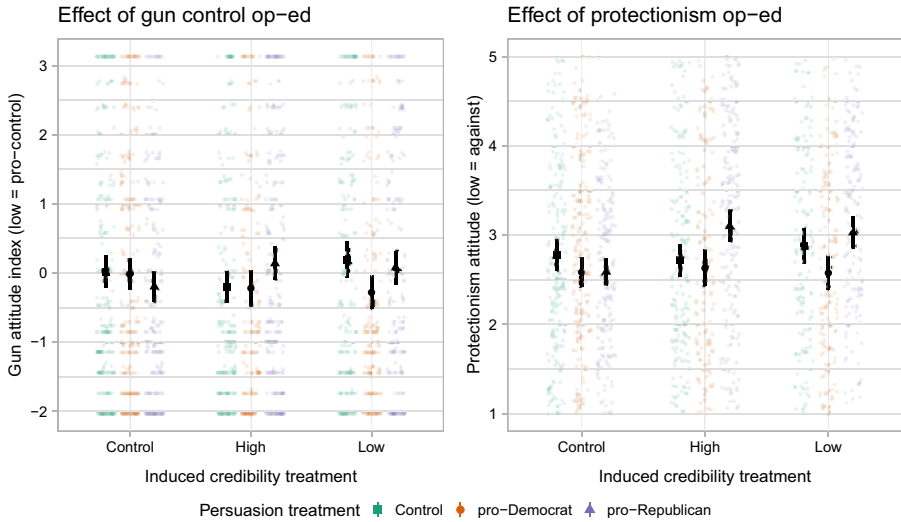 Effect of gun control op−ed
Gun attitude index (low = pro−control)
3
2
1
0
−1
−2
Control
High
Low
Induced credibility treatment
Effect of protectionism op−ed
Protectionism attitude (low = against)
5
4
3
2
1
Control
High
Low
Induced credibility treatment
Persuasion treatment Control pro−Democrat pro−Republican